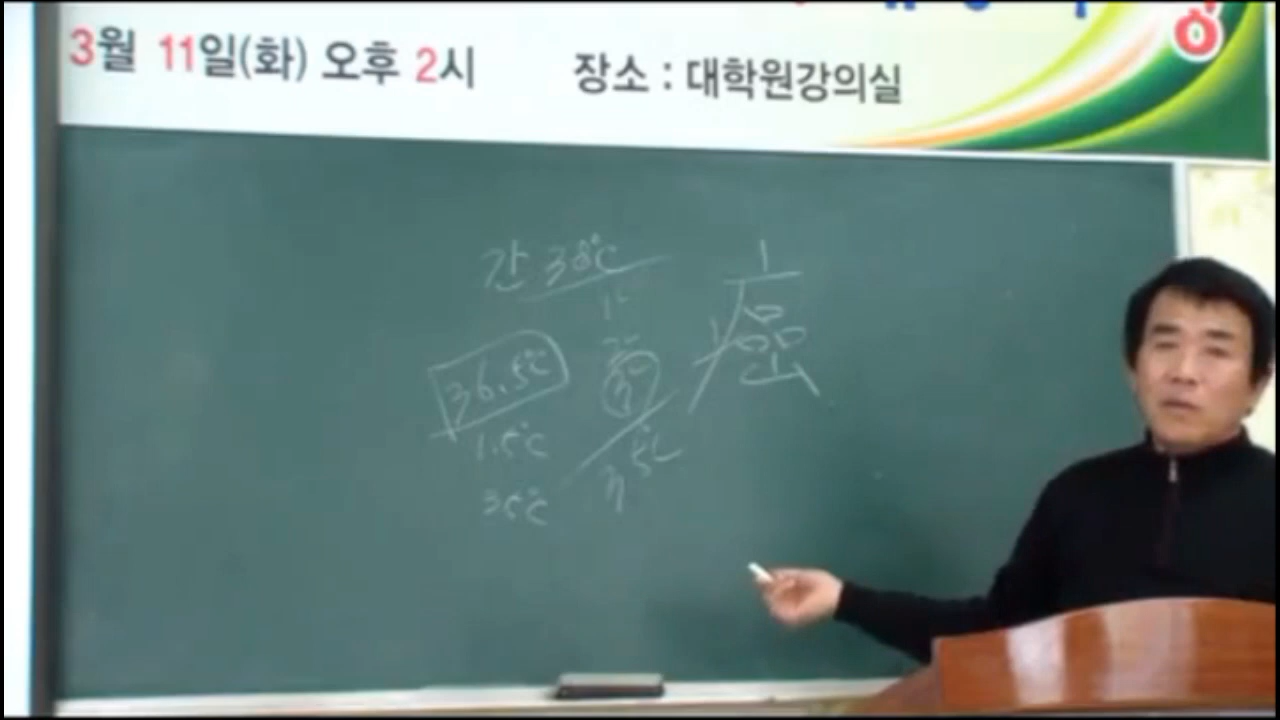 3월 11일(화) 오후 2시 장소 : 대학원강의실
간 38℃
癌
36.5℃
1.5℃
35℃
35℃